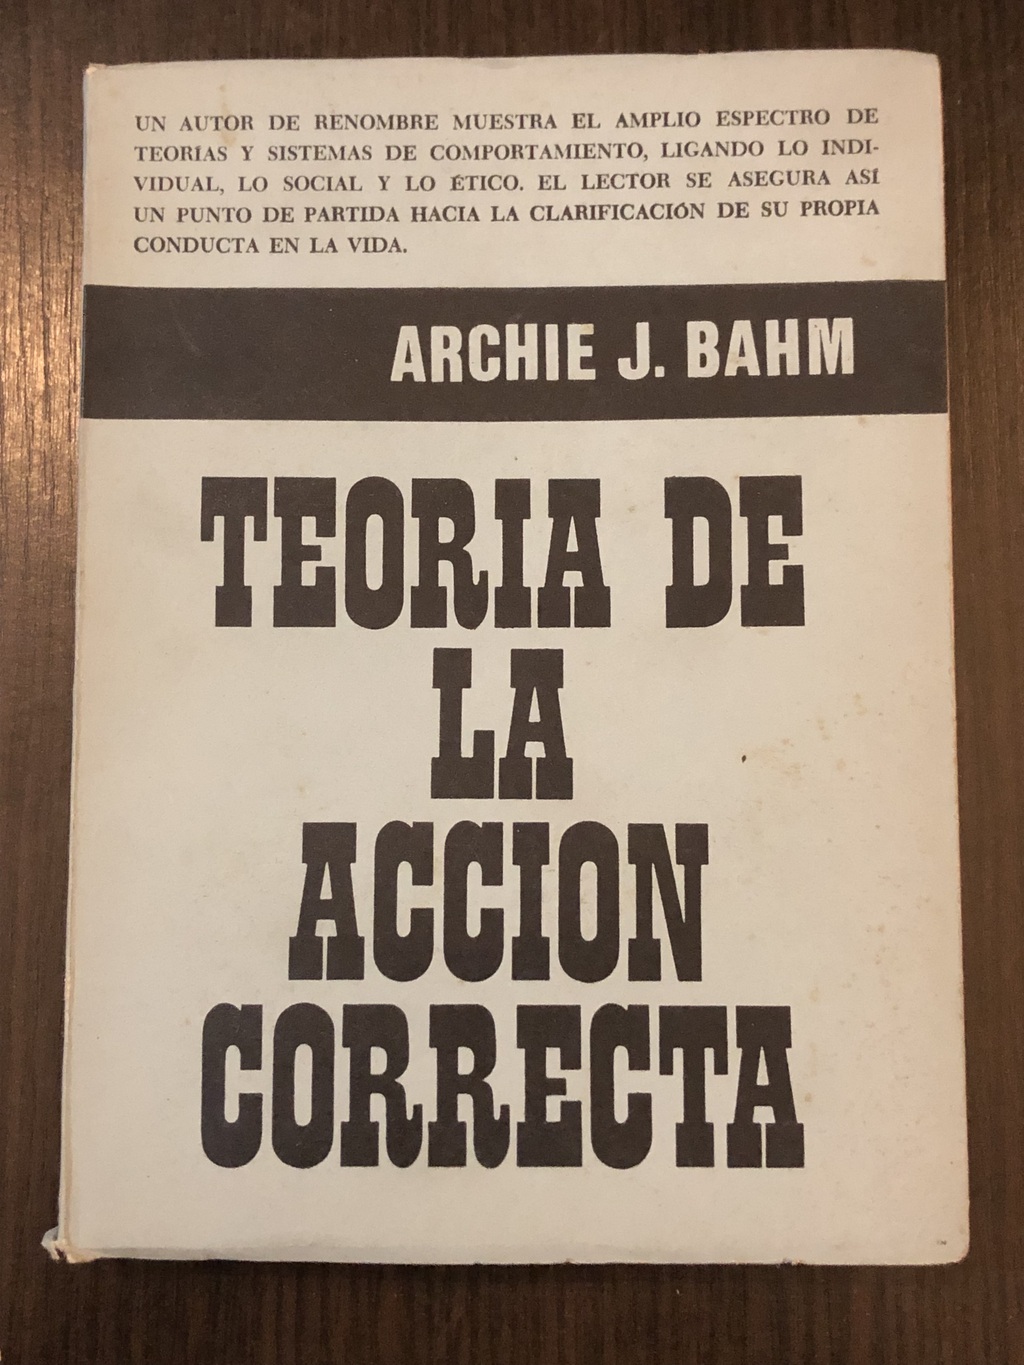 UN AUTOR DE RENOMBRE MUESTRA EL AMPLIO ESPECTRO DE
TEORÍAS Y SISTEMAS DE COMPORTAMIENTO, LIGANDO LO INDI-
VIDUAL, LO SOCIAL Y LO ÉTICO. EL LECTOR SE ASEGURA ASÍ
UN PUNTO DE PARTIDA HACIA LA CLARIFICACIÓN DE SU PROPIA
CONDUCTA EN LA VIDA.
ARCHIE J. BAHM
TEORIA DE
LA
ACCION
CORRECTA